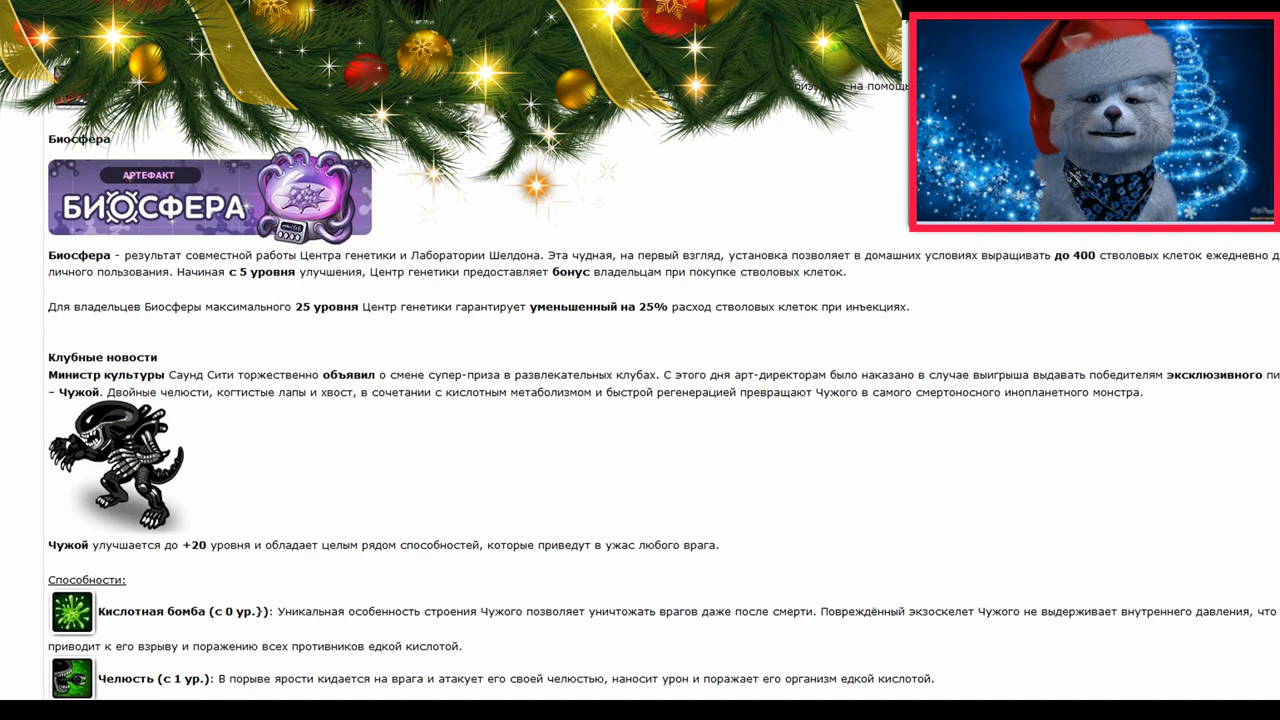 на помощь
Биосфера
АРТЕФАКТ
БИОСФЕРА
Биосфера - результат совместной работы Центра генетики и Лаборатории Шелдона. Эта чудная, на первый взгляд, установка позволяет в домашних условиях выращивать до 400 стволовых клеток ежедневно д
личного пользования. Начиная с 5 уровня улучшения, Центр генетики предоставляет бонус владельцам при покупке стволовых клеток.
Для владельцев Биосферы максимального 25 уровня Центр генетики гарантирует уменьшенный на 25% расход стволовых клеток при инъекциях.
Клубные новости
Министр культуры Саунд Сити торжественно объявил о смене супер-приза в развлекательных клубах. С этого дня арт-директорам было наказано в случае выигрыша выдавать победителям эксклюзивного пи
– Чужой. Двойные челюсти, когтистые лапы и хвост, в сочетании с кислотным метаболизмом и быстрой регенерацией превращают Чужого в самого смертоносного инопланетного монстра.
Чужой улучшается до +20 уровня и обладает целым рядом способностей, которые приведут в ужас любого врага.
Способности:
Кислотная бомба (с 0 ур.}): Уникальная особенность строения Чужого позволяет уничтожать врагов даже после смерти. Повреждённый экзоскелет Чужого не выдерживает внутреннего давления, что
приводит к его взрыву и поражению всех противников едкой кислотой.
Челюсть (с 1 ур.): В порыве ярости кидается на врага и атакует его своей челюстью, наносит урон и поражает его организм едкой кислотой.